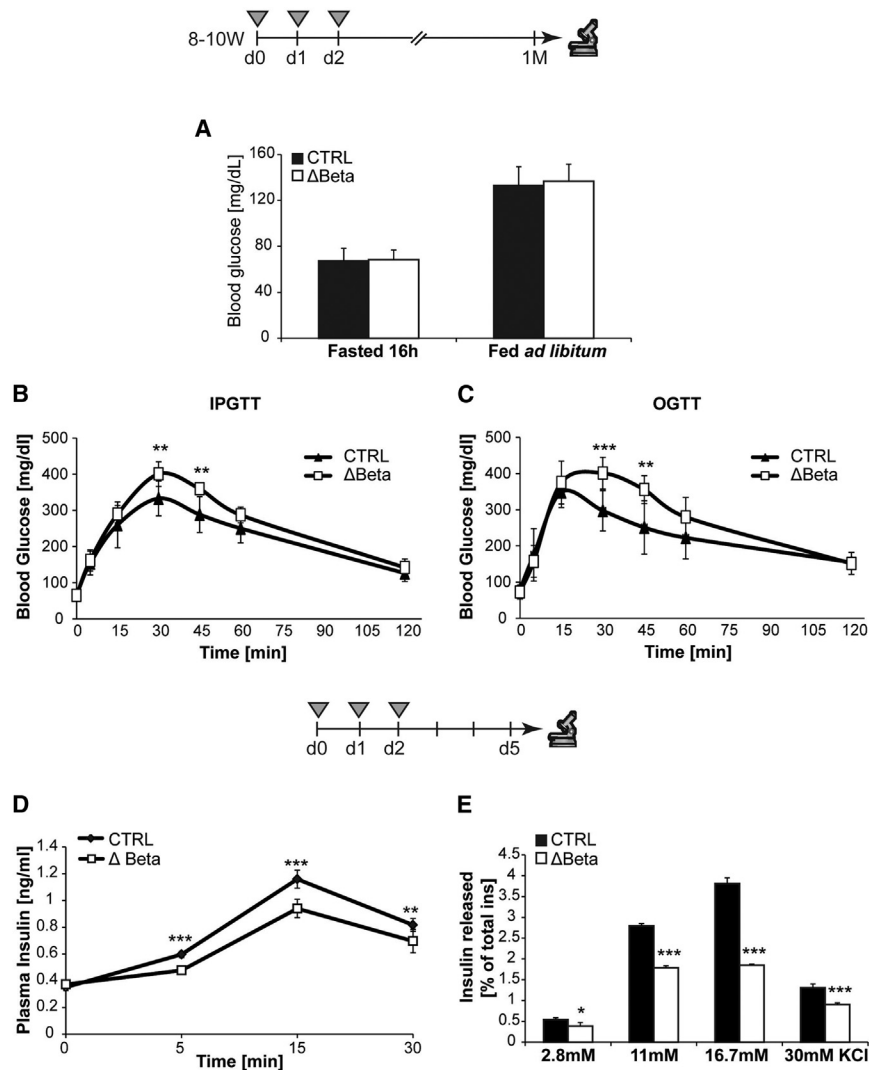 8-10W
d0 d1 d2 1M
A
CTRL
ΔBeta
Blood glucose [mg/dL]
160
120
80
40
0
Fasted 16h Fed ad libitum
B IPGTT
CTRL
ΔBeta
Blood Glucose [mg/dl]
500
400
300
200
100
0
** **
0 15 30 45 60 75 90 105 120
Time [min]
C OGTT
CTRL
ΔBeta
Blood Glucose [mg/dl]
500
400
300
200
100
0
*** **
0 15 30 45 60 75 90 105 120
Time [min]
d0 d1 d2 d5
D
CTRL
Δ Beta
Plasma Insulin [ng/ml]
1.4
1.2
1
0.8
0.6
0.4
0.2
0
*** *** **
0 5 15 30
Time [min]
E
CTRL
ΔBeta
Insulin released
[% of total ins]
4.5
4
3.5
3
2.5
2
1.5
1
0.5
0
* *** *** ***
2.8mM 11mM 16.7mM 30mM KCl